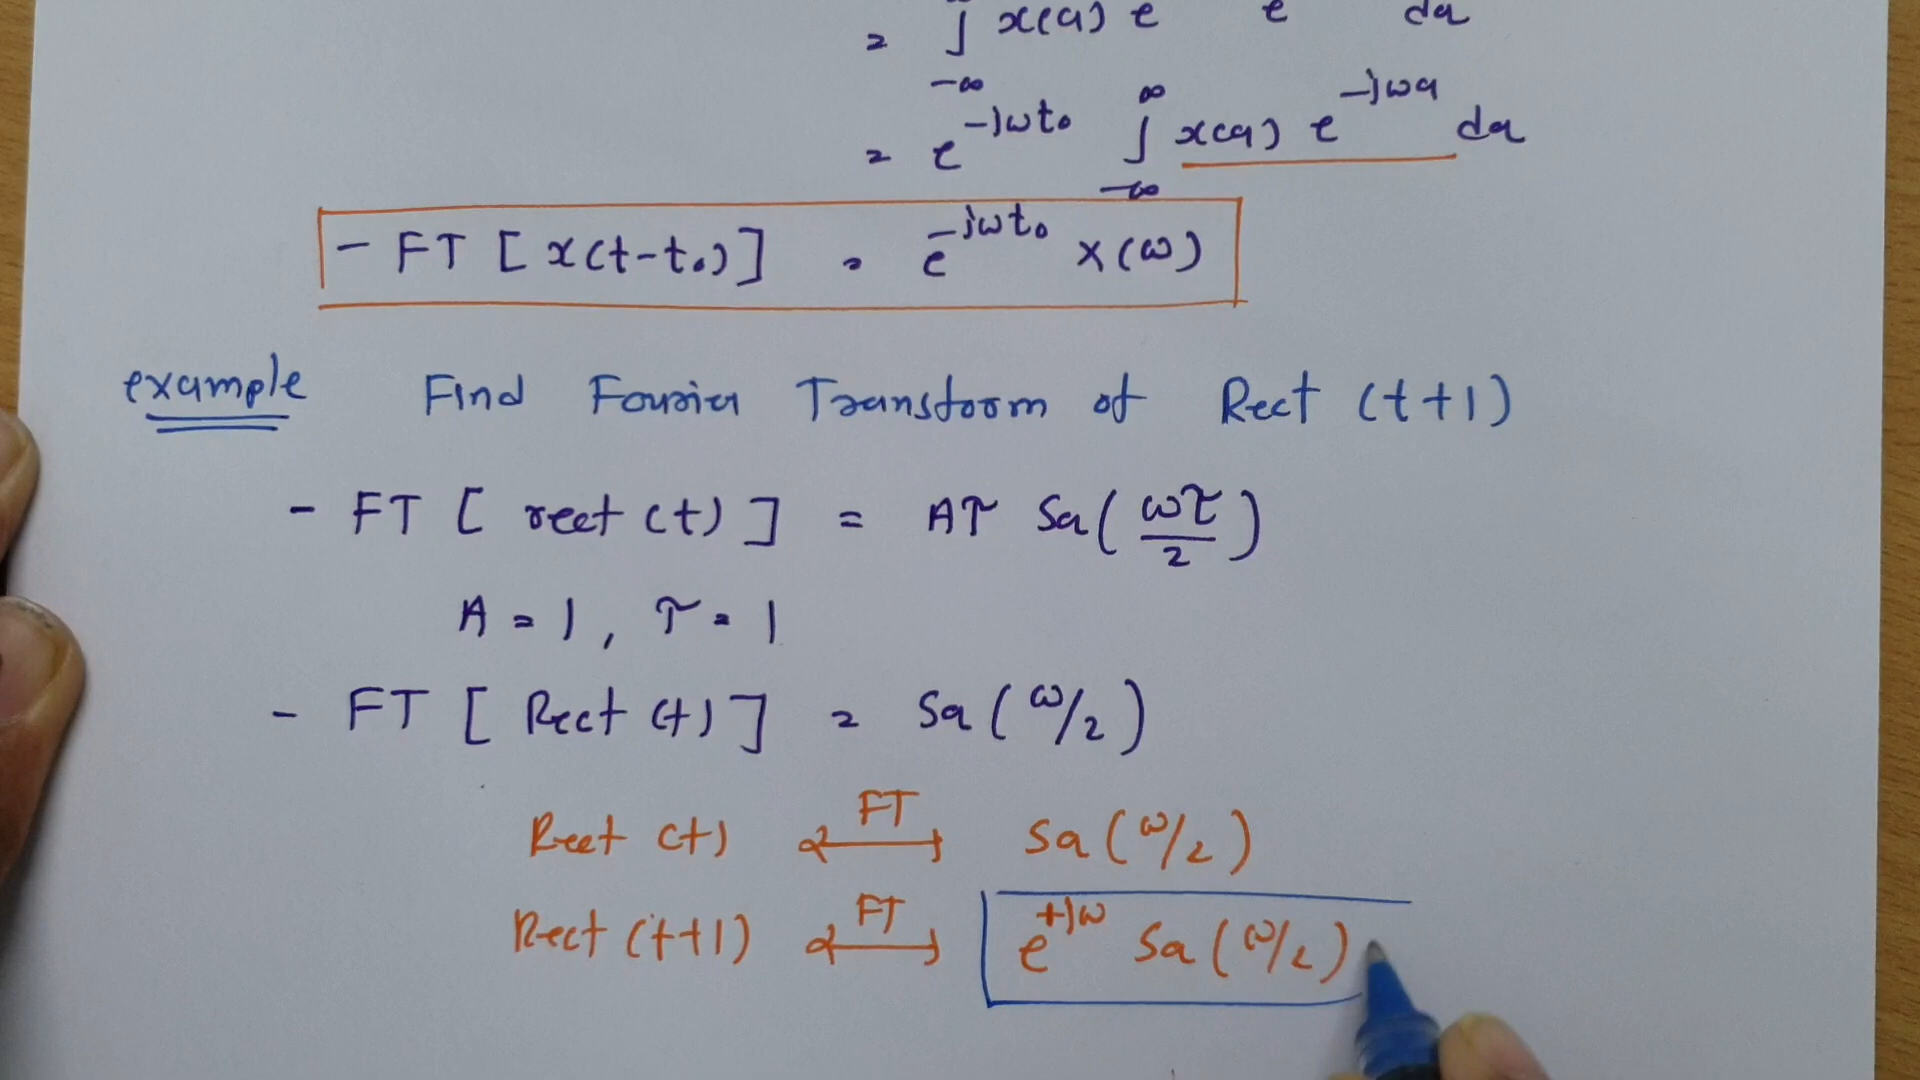 = ∫ x(a) e e da
-∞
= e^{-jωt₀} ∫_{-∞}^{∞} x(a) e^{-jωa} da
- FT [ x(t-t₀) ] = e^{-jωt₀} X(ω)
example Find Fourier Transform of Rect (t+1)
- FT [ rect (t) ] = Aτ Sa( ωτ/2 )
A = 1, τ = 1
- FT [ Rect (t) ] = Sa ( ω/2 )
Rect (t) ⟷ FT Sa ( ω/2 )
Rect (t+1) ⟷ FT e^{+jω} Sa ( ω/2 )